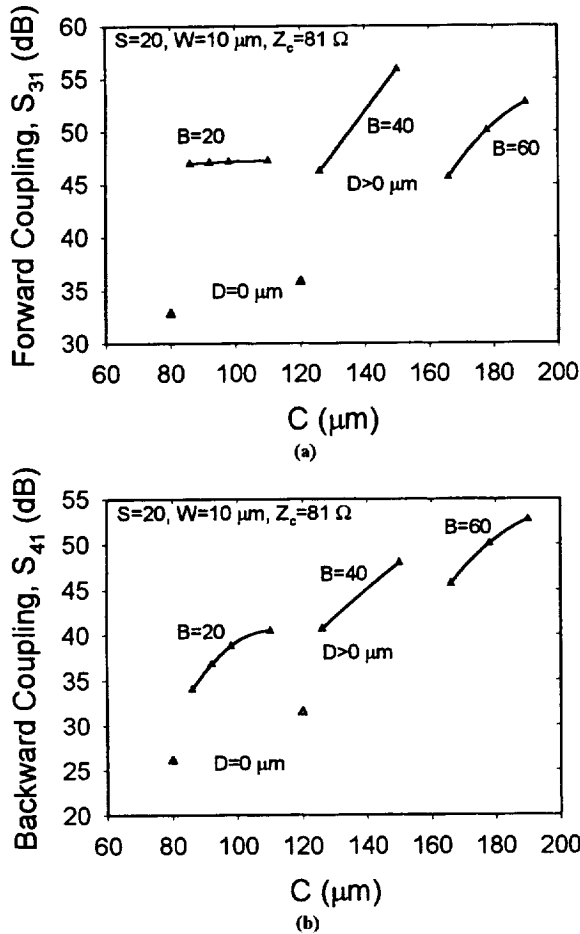 S=20, W=10 μm, Z_c=81 Ω
Forward Coupling, S_31 (dB)
60
55
50
45
40
35
30
B=20
B=40
B=60
D>0 μm
D=0 μm
60 80 100 120 140 160 180 200
C (μm)
(a)
S=20, W=10 μm, Z_c=81 Ω
Backward Coupling, S_41 (dB)
55
50
45
40
35
30
25
20
B=60
B=40
B=20
D>0 μm
D=0 μm
60 80 100 120 140 160 180 200
C (μm)
(b)